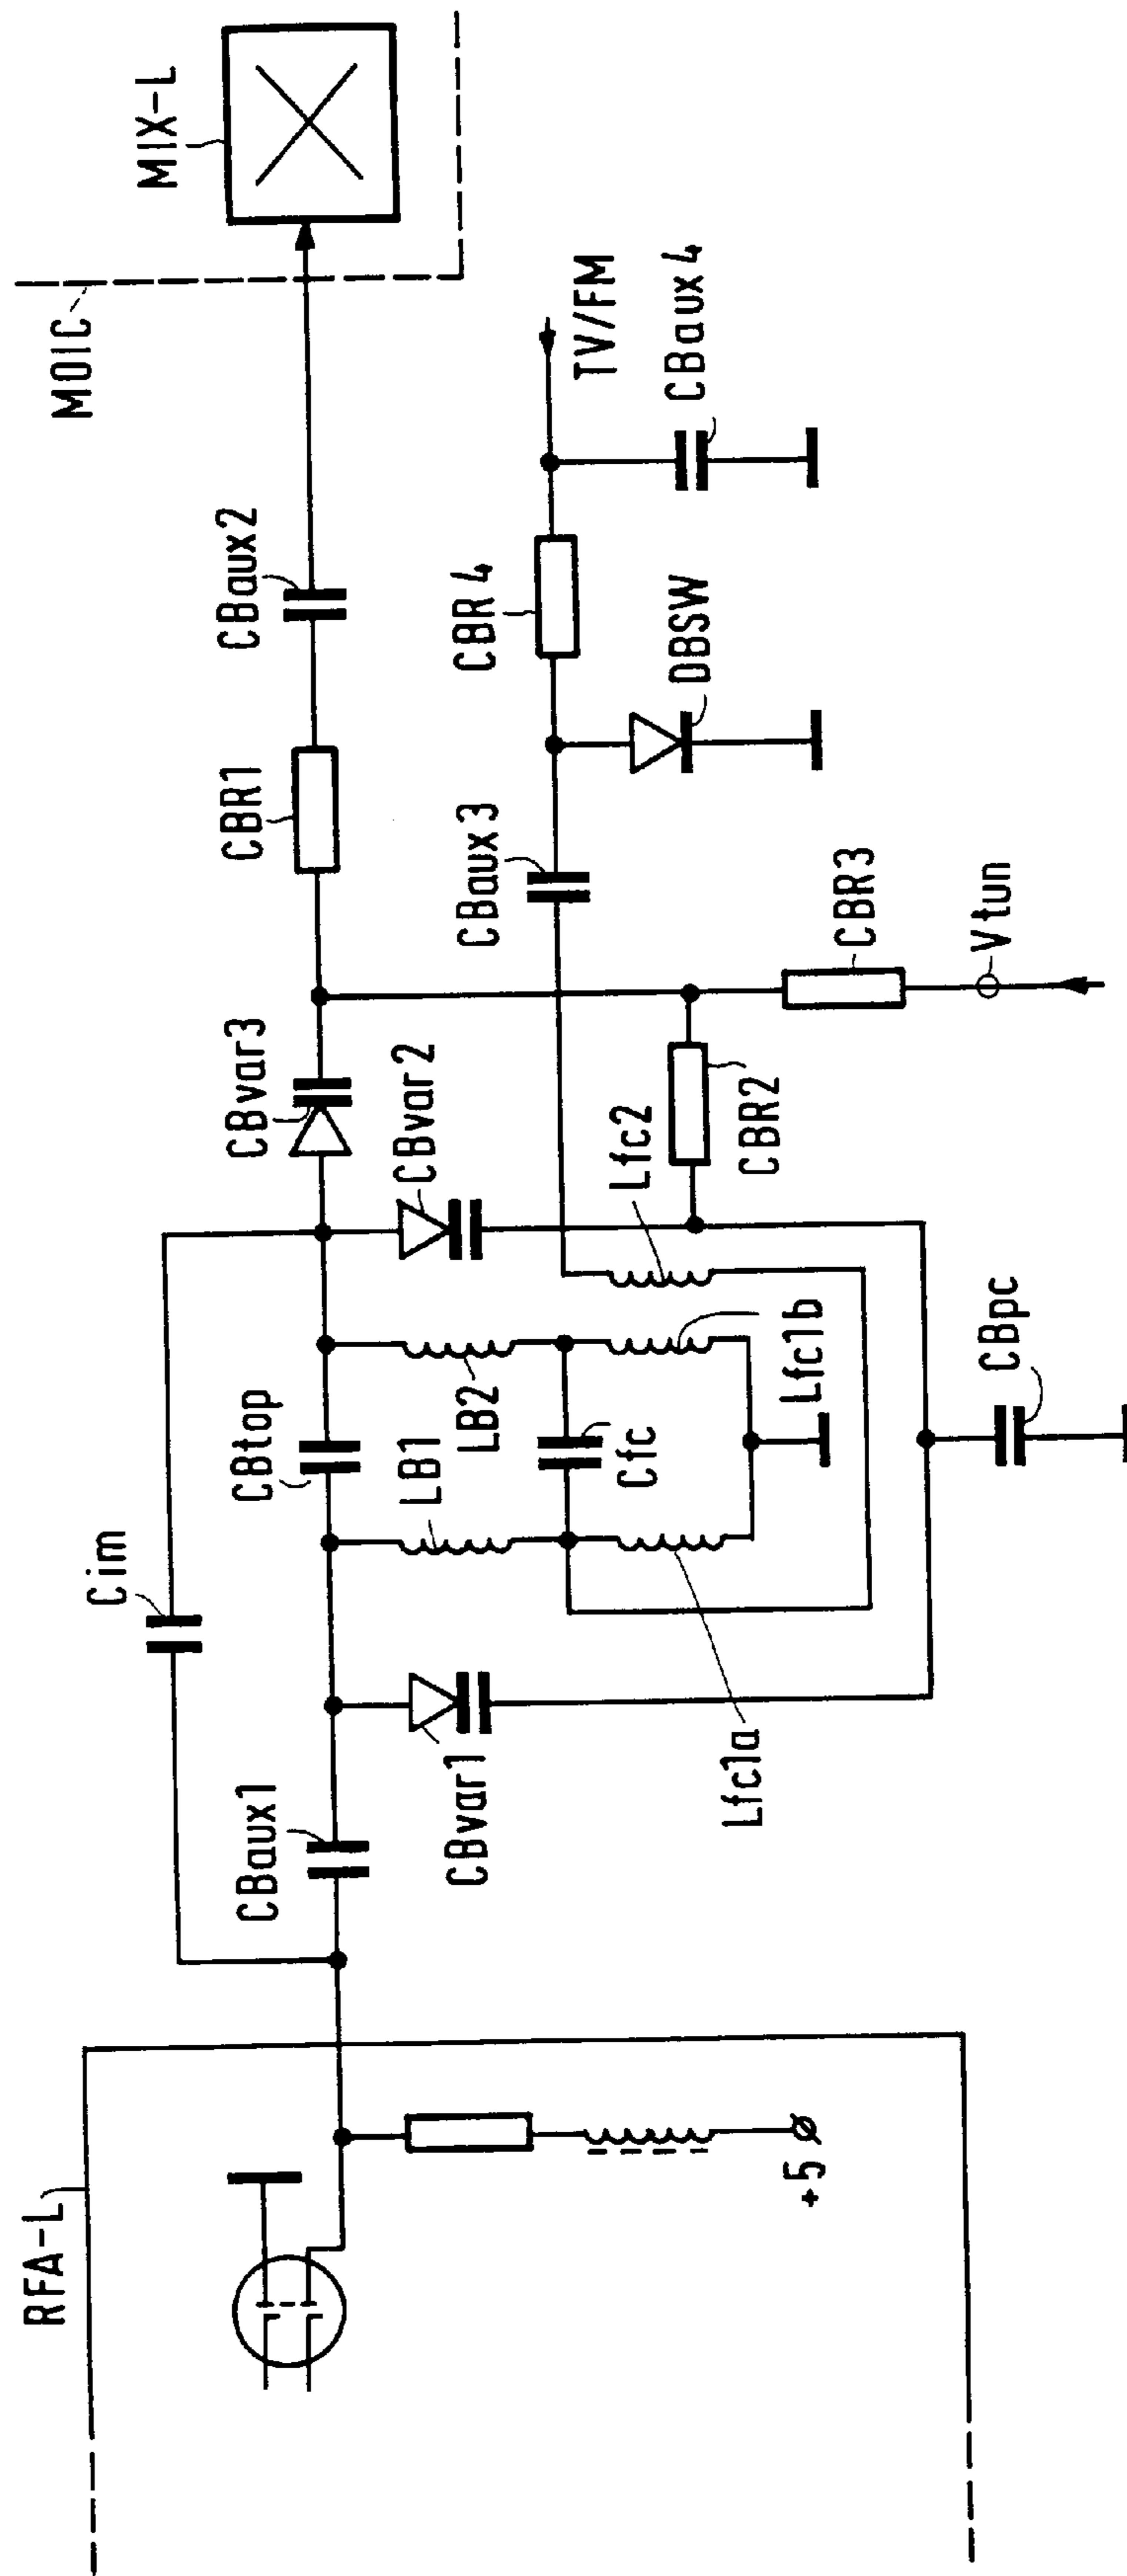 RFA-L
+5
Cim
CBaux1
CBvar1
CBtop
LB1
LB2
Cfc
Lfc1a
Lfc1b
Lfc2
CBpc
CBvar2
CBvar3
CBR2
CBR3
Vtun
CBR1
CBaux2
CBaux3
DBSW
CBR4
CBaux4
TV/FM
MOIC
MIX-L